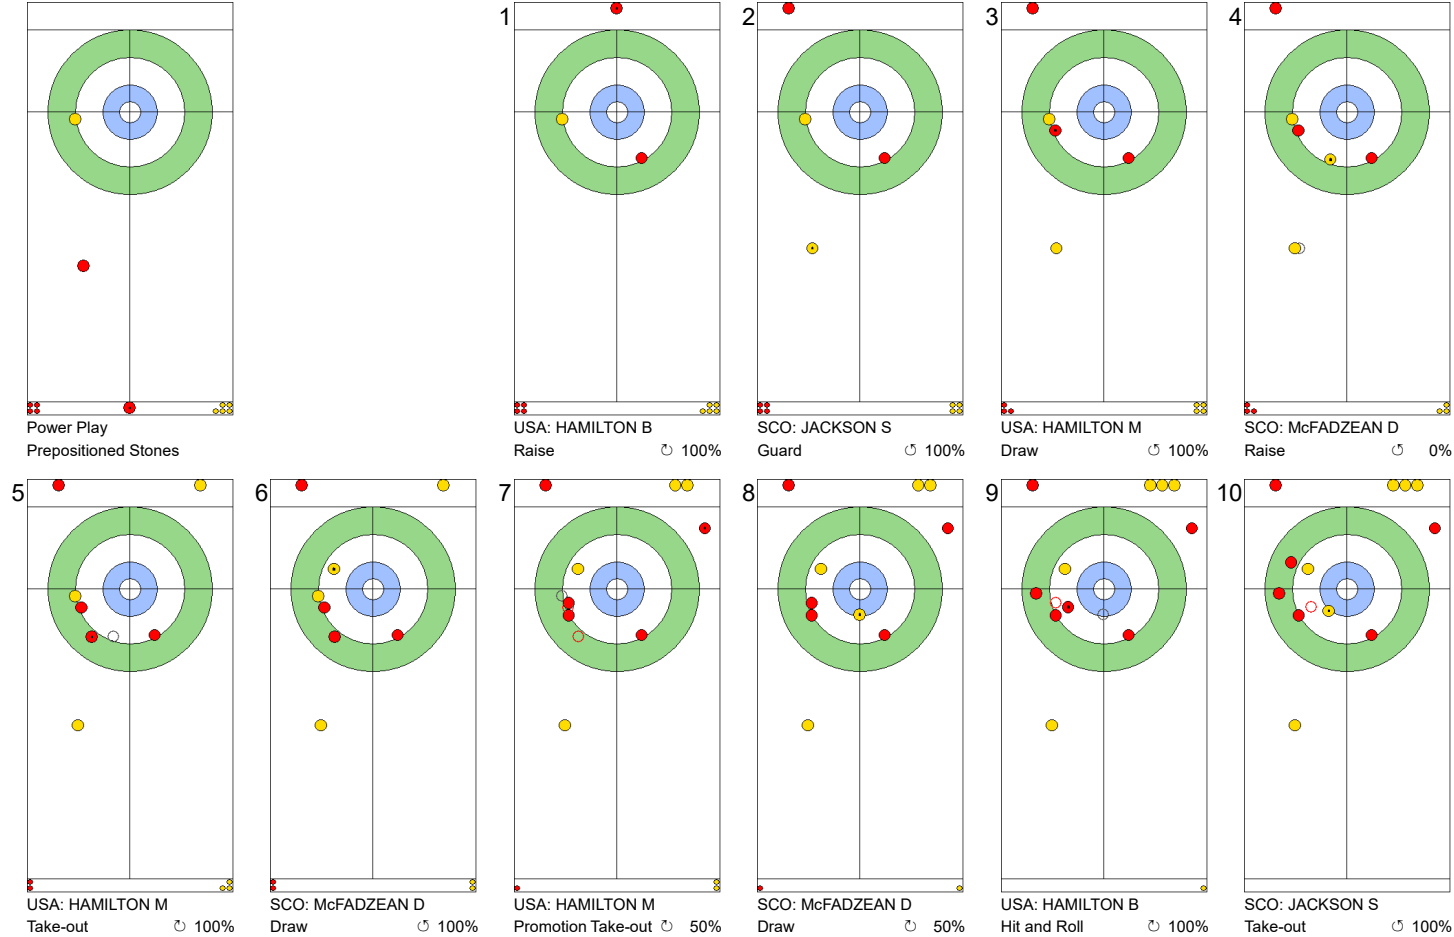 1 2 3 4
Power Play USA: HAMILTON B SCO: JACKSON S USA: HAMILTON M SCO: McFADZEAN D
Prepositioned Stones Raise ↻ 100% Guard ↺ 100% Draw ↺ 100% Raise ↺ 0%
5 6 7 8 9 10
USA: HAMILTON M SCO: McFADZEAN D USA: HAMILTON M SCO: McFADZEAN D USA: HAMILTON B SCO: JACKSON S
Take-out ↻ 100% Draw ↻ 100% Promotion Take-out ↻ 50% Draw ↻ 50% Hit and Roll ↻ 100% Take-out ↺ 100%